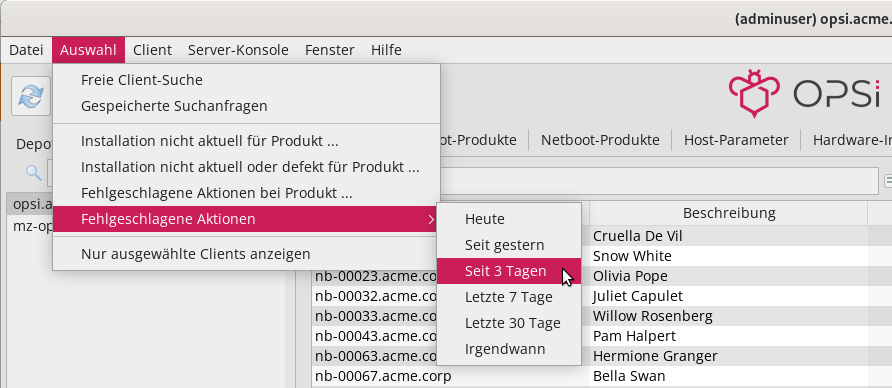 (adminuser) opsi.acme.
Datei Auswahl Client Server-Konsole Fenster Hilfe
Freie Client-Suche
Gespeicherte Suchanfragen
OPSi
Installation nicht aktuell für Produkt ...
ot-Produkte Netboot-Produkte Host-Parameter Hardware-In
Depo
Installation nicht aktuell oder defekt für Produkt ...
Fehlgeschlagene Aktionen bei Produkt ...
opsi.a
Fehlgeschlagene Aktionen
mz-op
Nur ausgewählte Clients anzeigen
Heute
Seit gestern
Seit 3 Tagen
Letzte 7 Tage
Letzte 30 Tage
Irgendwann
Beschreibung
Cruella De Vil
Snow White
nb-00023.acme.co Olivia Pope
nb-00032.acme.co Juliet Capulet
nb-00033.acme.co Willow Rosenberg
nb-00043.acme.co Pam Halpert
nb-00063.acme.co Hermione Granger
nb-00067.acme.corp Bella Swan